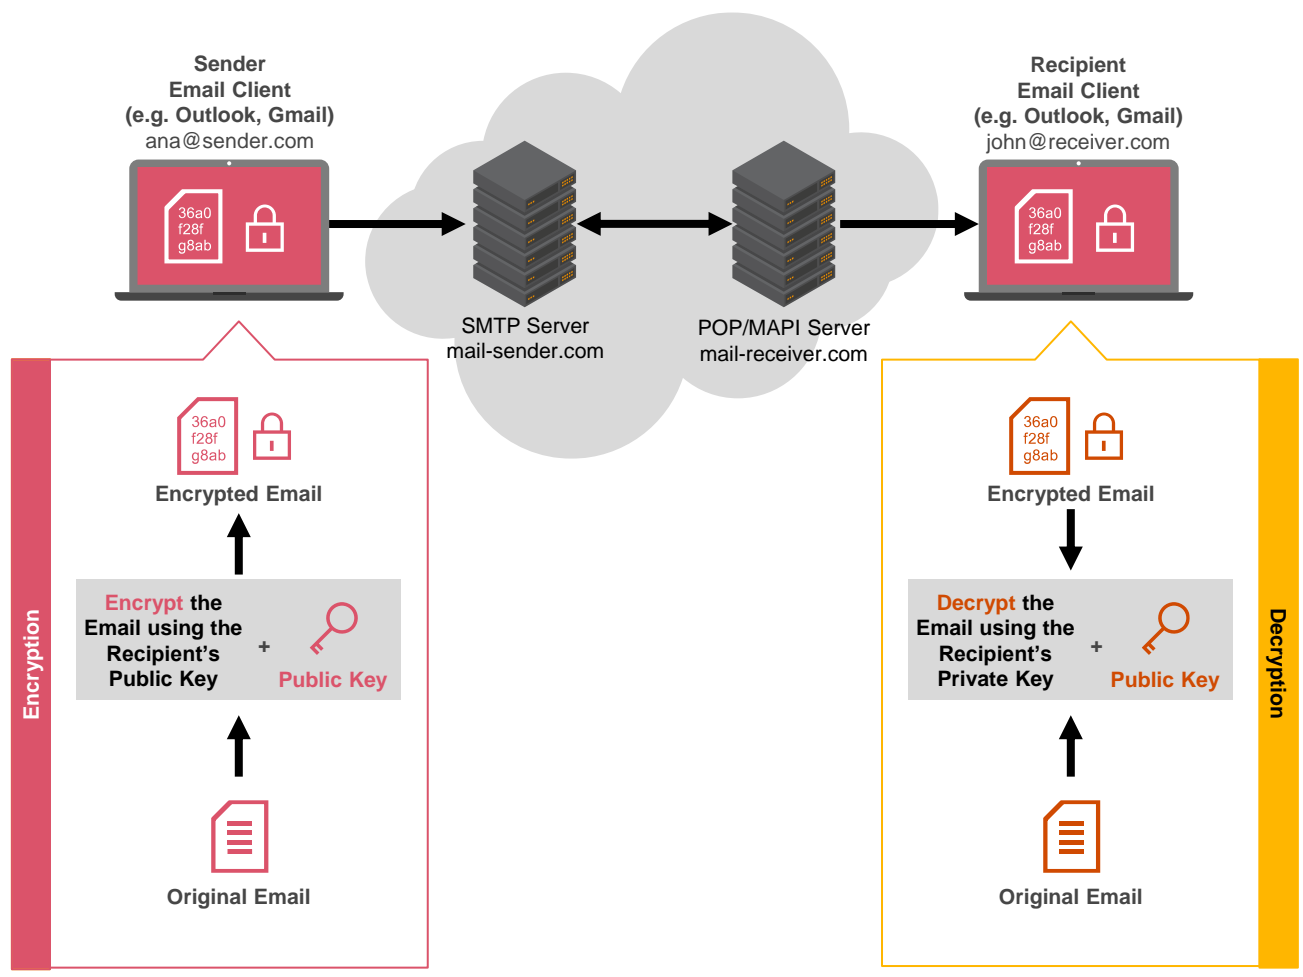 Sender
Email Client
(e.g. Outlook, Gmail)
ana@sender.com
36a0
f28f
g8ab
SMTP Server
mail-sender.com
POP/MAPI Server
mail-receiver.com
Recipient
Email Client
(e.g. Outlook, Gmail)
john@receiver.com
36a0
f28f
g8ab
Encryption
36a0
f28f
g8ab
Encrypted Email
Encrypt the
Email using the
Recipient's
Public Key
+
Public Key
Original Email
36a0
f28f
g8ab
Encrypted Email
Decrypt the
Email using the
Recipient's
Private Key
+
Public Key
Original Email
Decryption